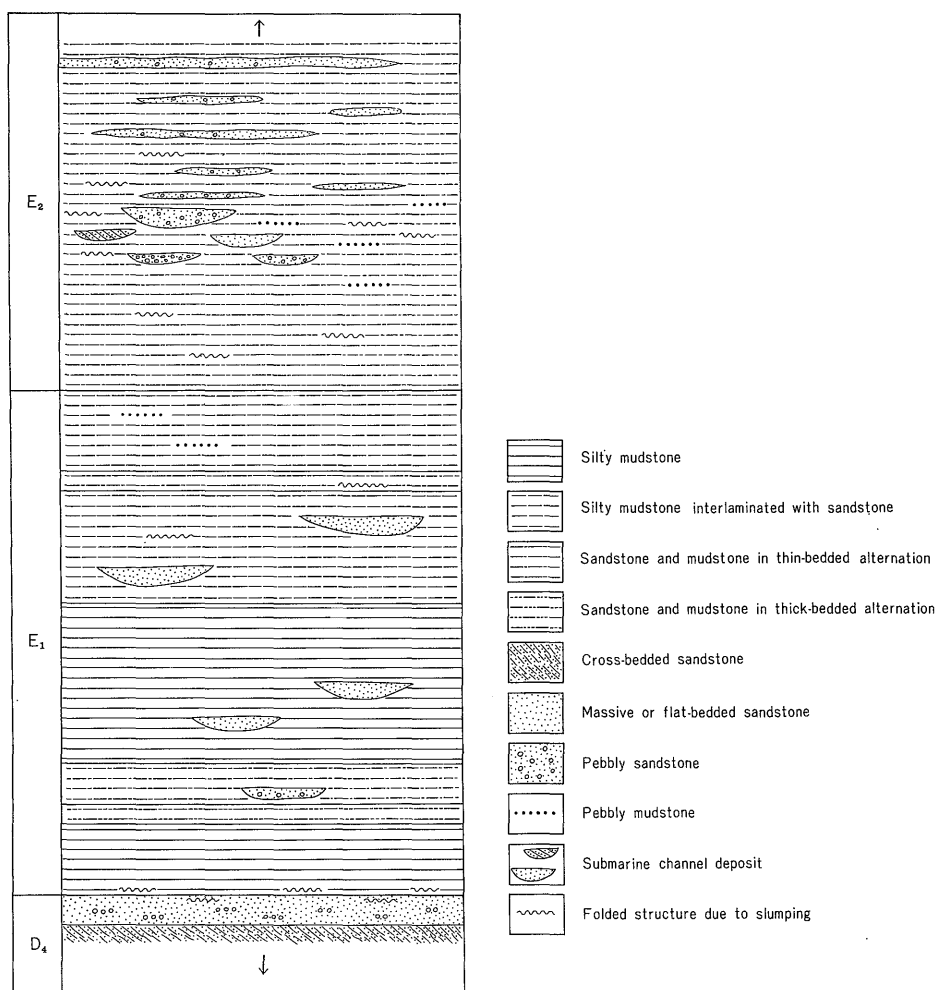 E₂
E₁
D₄
Silty mudstone
Silty mudstone interlaminated with sandstone
Sandstone and mudstone in thin-bedded alternation
Sandstone and mudstone in thick-bedded alternation
Cross-bedded sandstone
Massive or flat-bedded sandstone
Pebbly sandstone
Pebbly mudstone
Submarine channel deposit
Folded structure due to slumping